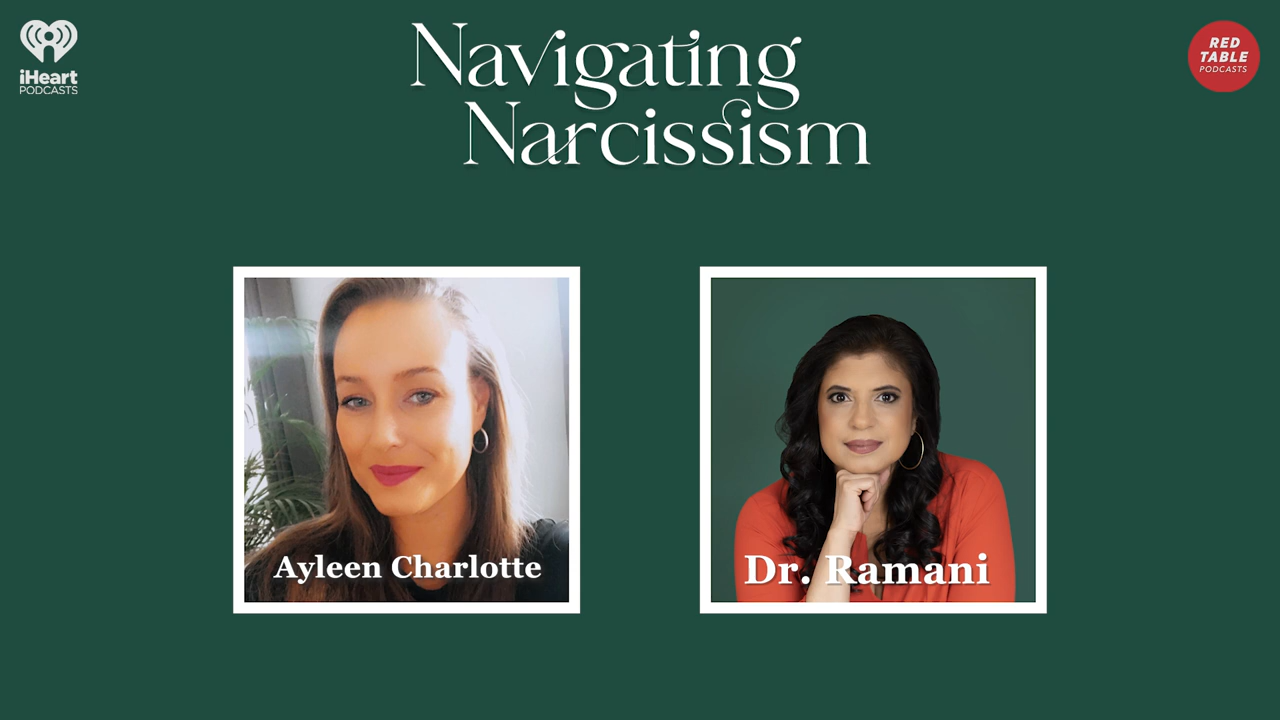 iHeart
PODCASTS
Navigating
Narcissism
RED
TABLE
PODCASTS
Ayleen Charlotte
Dr. Ramani